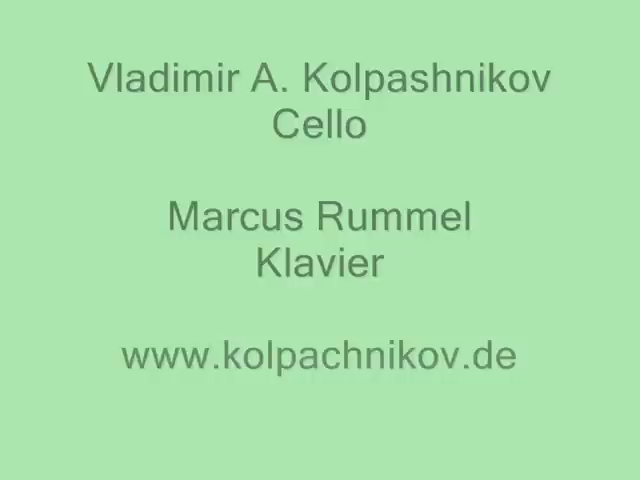 Vladimir A. Kolpashnikov
Cello
Marcus Rummel
Klavier
www.kolpachnikov.de